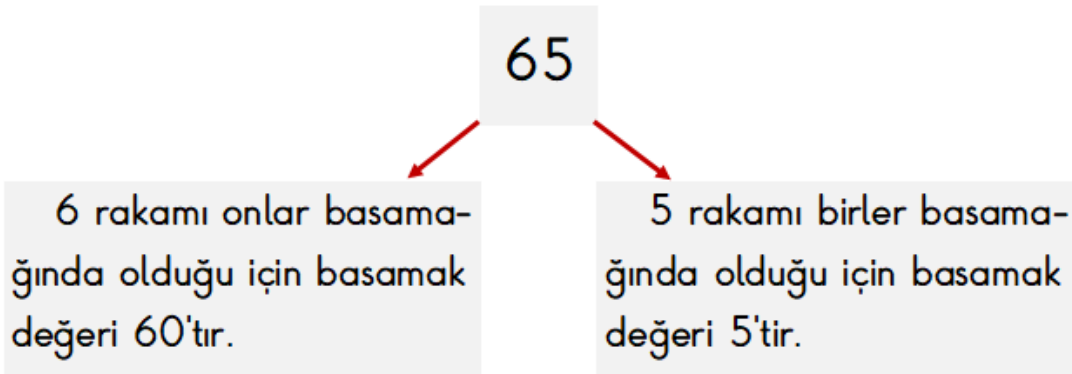 65
6 rakamı onlar basama-
ğında olduğu için basamak
değeri 60'tır.
5 rakamı birler basama-
ğında olduğu için basamak
değeri 5'tir.